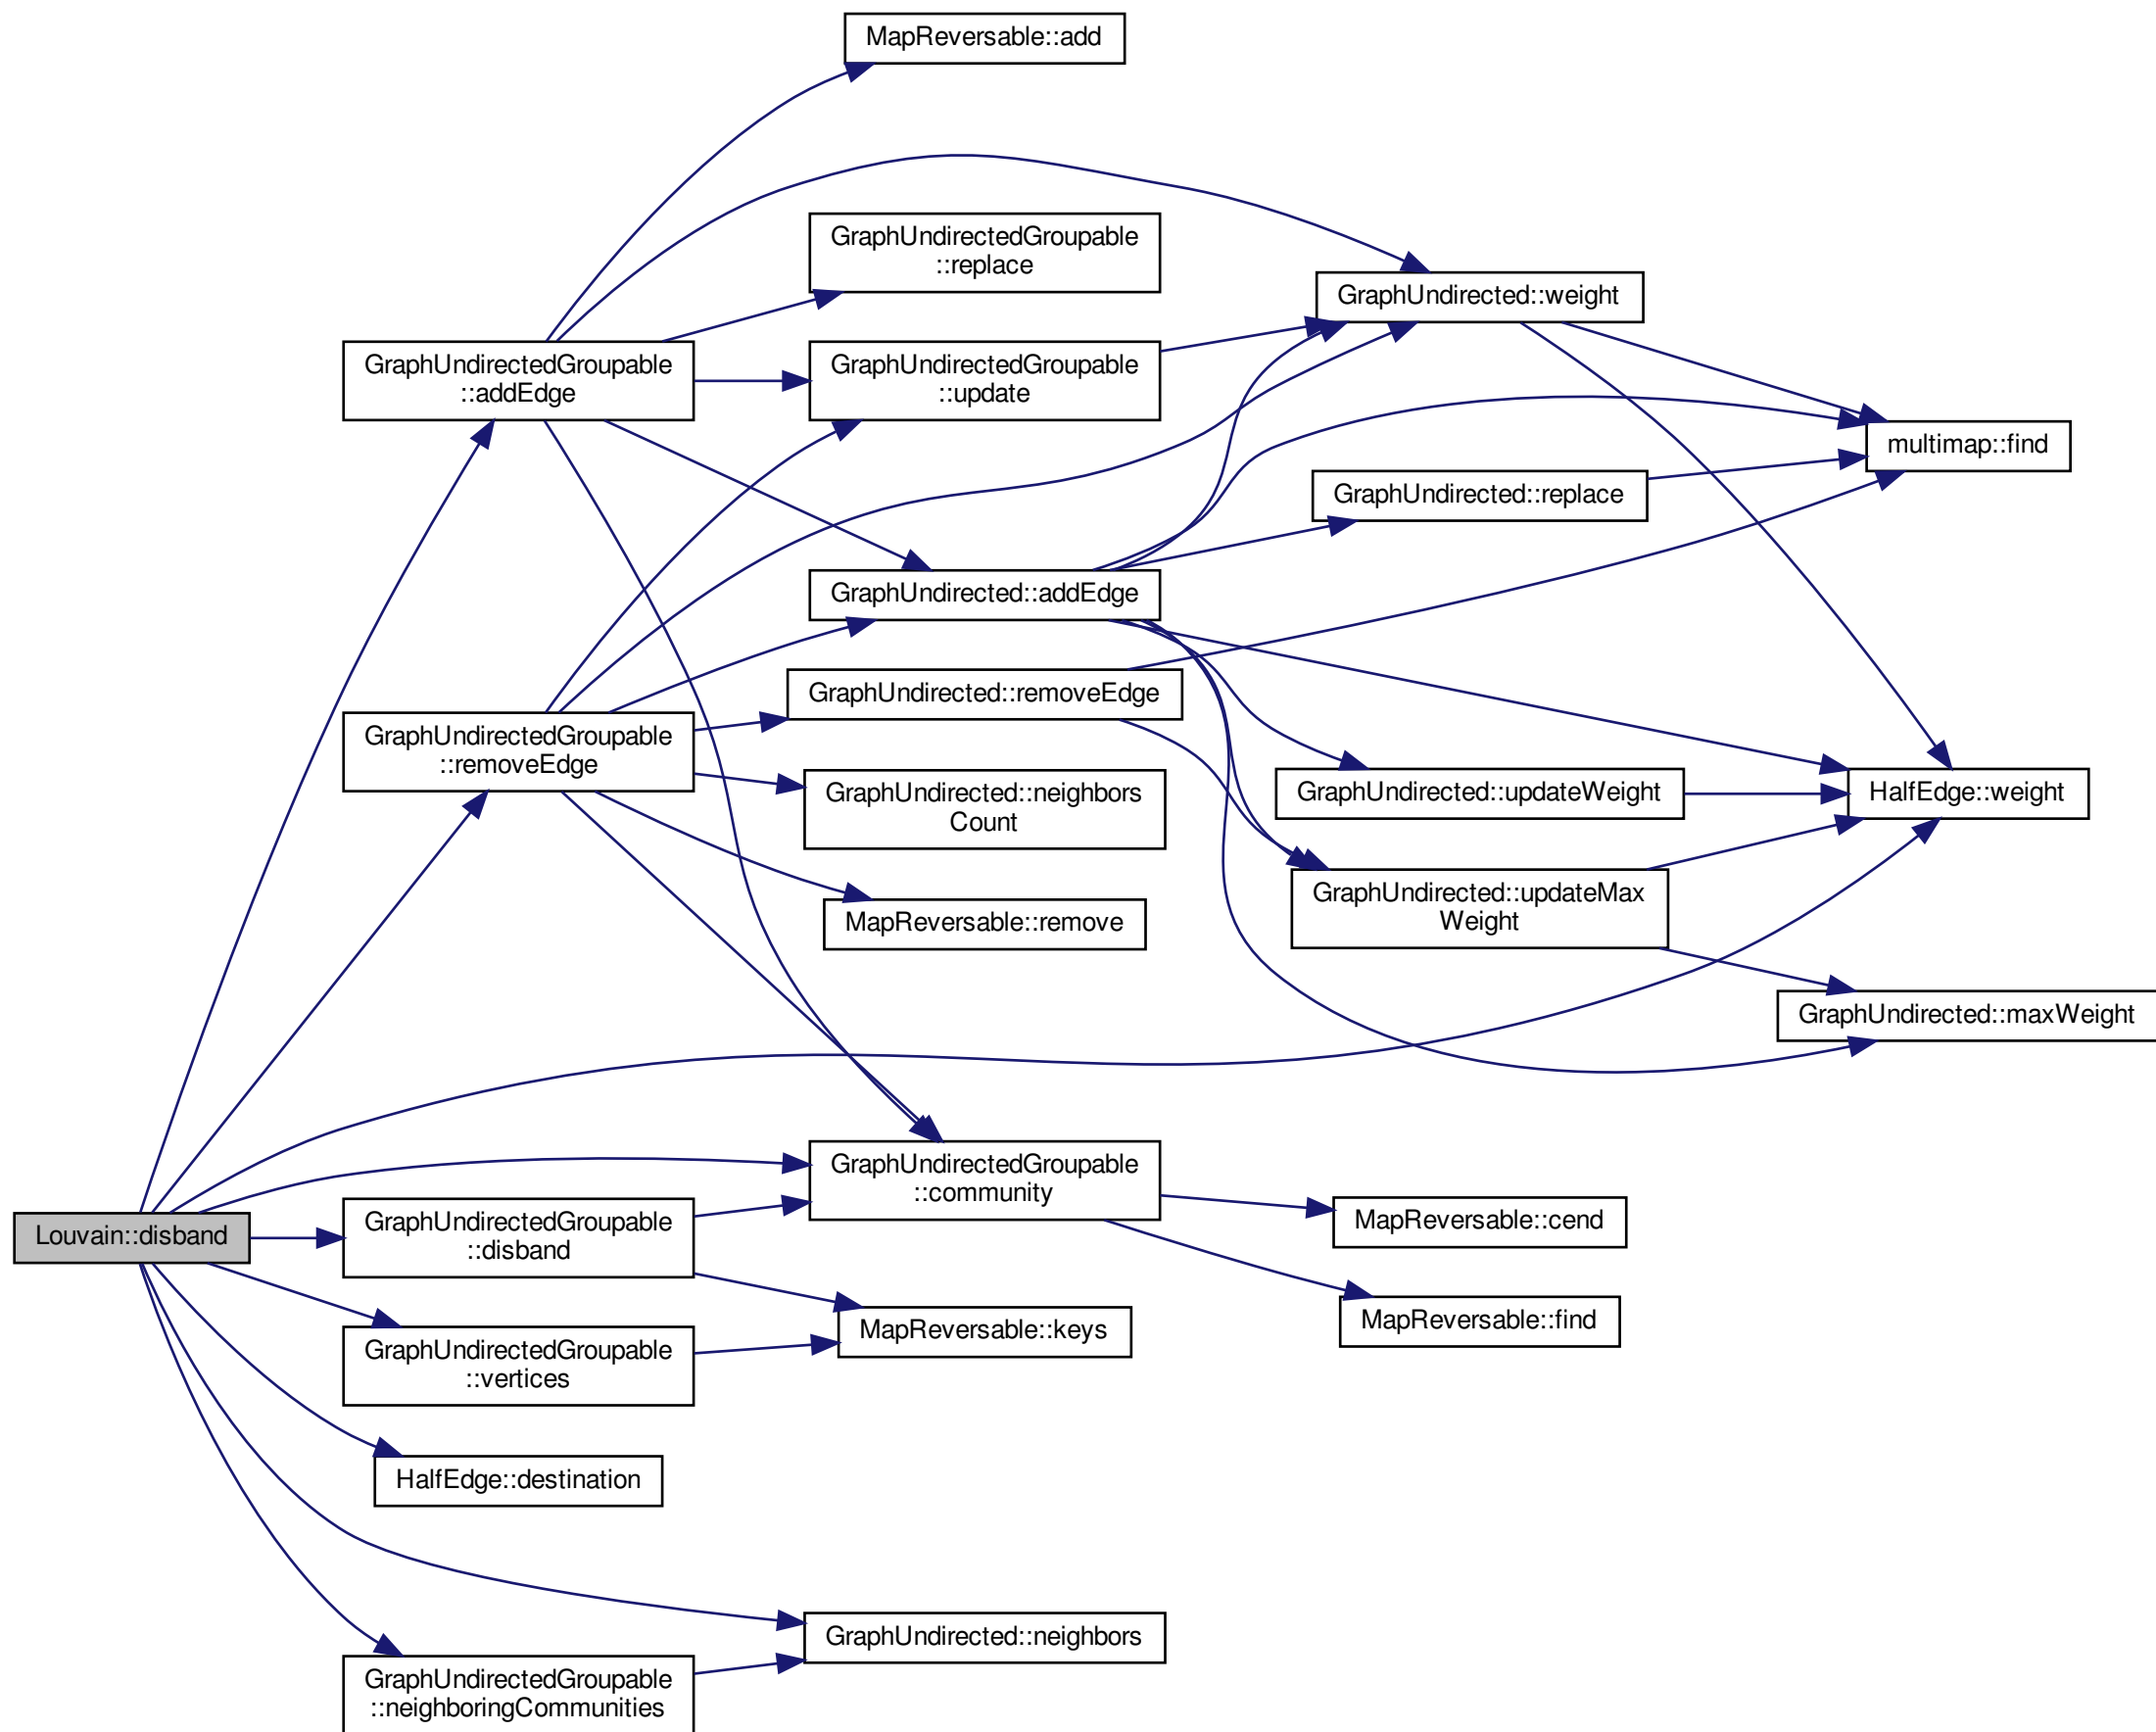 MapReversable::add
GraphUndirectedGroupable
::replace
GraphUndirected::weight
GraphUndirectedGroupable
::addEdge
GraphUndirectedGroupable
::update
multimap::find
GraphUndirected::replace
GraphUndirected::addEdge
GraphUndirected::removeEdge
GraphUndirectedGroupable
::removeEdge
GraphUndirected::neighbors
Count
GraphUndirected::updateWeight
HalfEdge::weight
MapReversable::remove
GraphUndirected::updateMax
Weight
GraphUndirected::maxWeight
GraphUndirectedGroupable
::community
Louvain::disband
GraphUndirectedGroupable
::disband
MapReversable::cend
MapReversable::keys
MapReversable::find
GraphUndirectedGroupable
::vertices
HalfEdge::destination
GraphUndirected::neighbors
GraphUndirectedGroupable
::neighboringCommunities